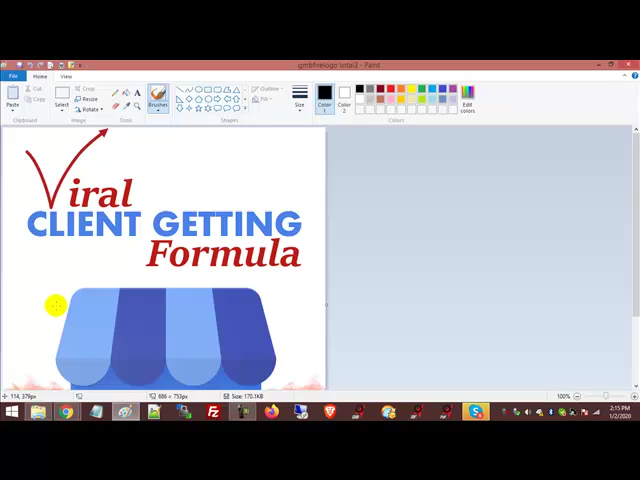 gmbfirelogo total2 - Paint
File Home View
Paste
Cut
Copy
Clipboard
Select
Crop
Resize
Rotate
Image
Tools
Brushes
Shapes
Outline
Fill
Size
Color 1
Color 2
Edit colors
Colors
Viral
CLIENT GETTING
Formula
114, 379px
686 × 753px
Size: 170.1KB
100%
2:15 PM
1/2/2020